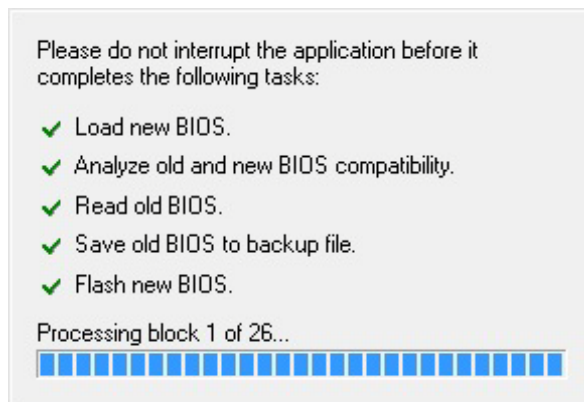 Please do not interrupt the application before it
completes the following tasks:
Load new BIOS.
Analyze old and new BIOS compatibility.
Read old BIOS.
Save old BIOS to backup file.
Flash new BIOS.
Processing block 1 of 26...